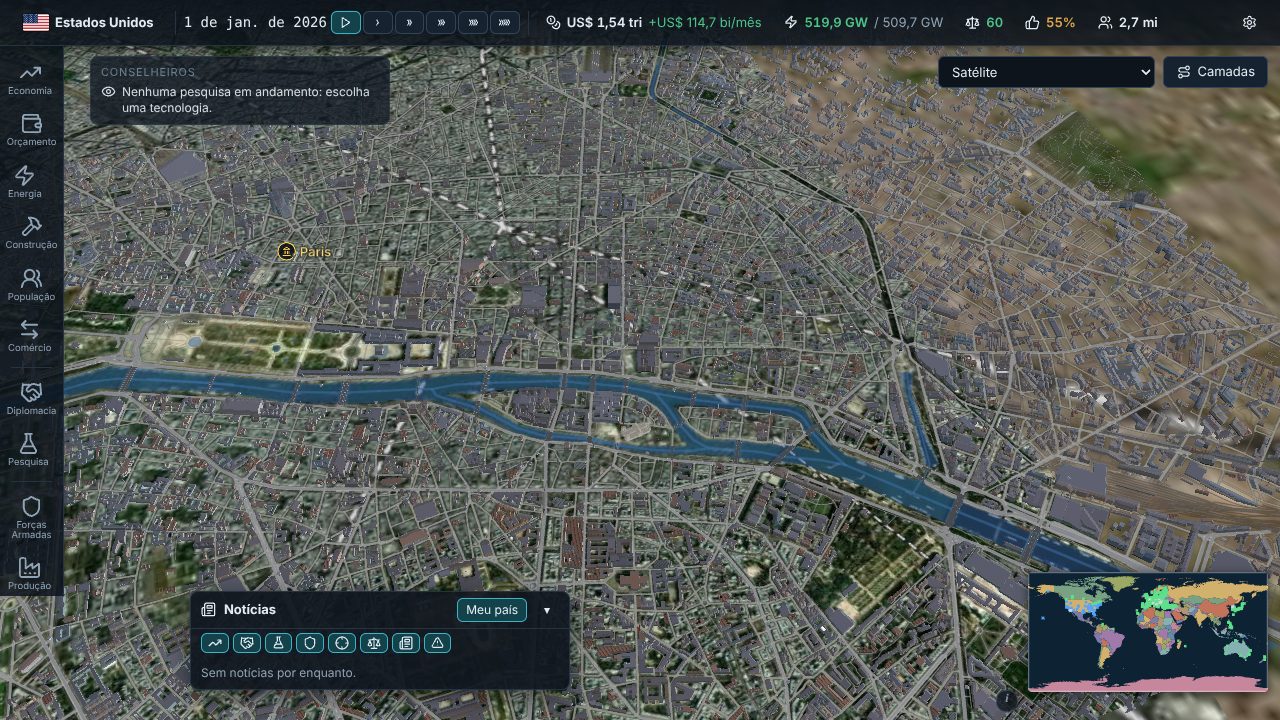 Estados Unidos
1 de jan. de 2026
US$ 1,54 tri +US$ 114,7 bi/mês
519,9 GW / 509,7 GW
60
55%
2,7 mi
Economia
Orçamento
Energia
Construção
População
Comércio
Diplomacia
Pesquisa
Forças
Armadas
Produção
CONSELHEIROS
Nenhuma pesquisa em andamento: escolha
uma tecnologia.
Satélite
Camadas
Paris
Notícias
Meu país
Sem notícias por enquanto.